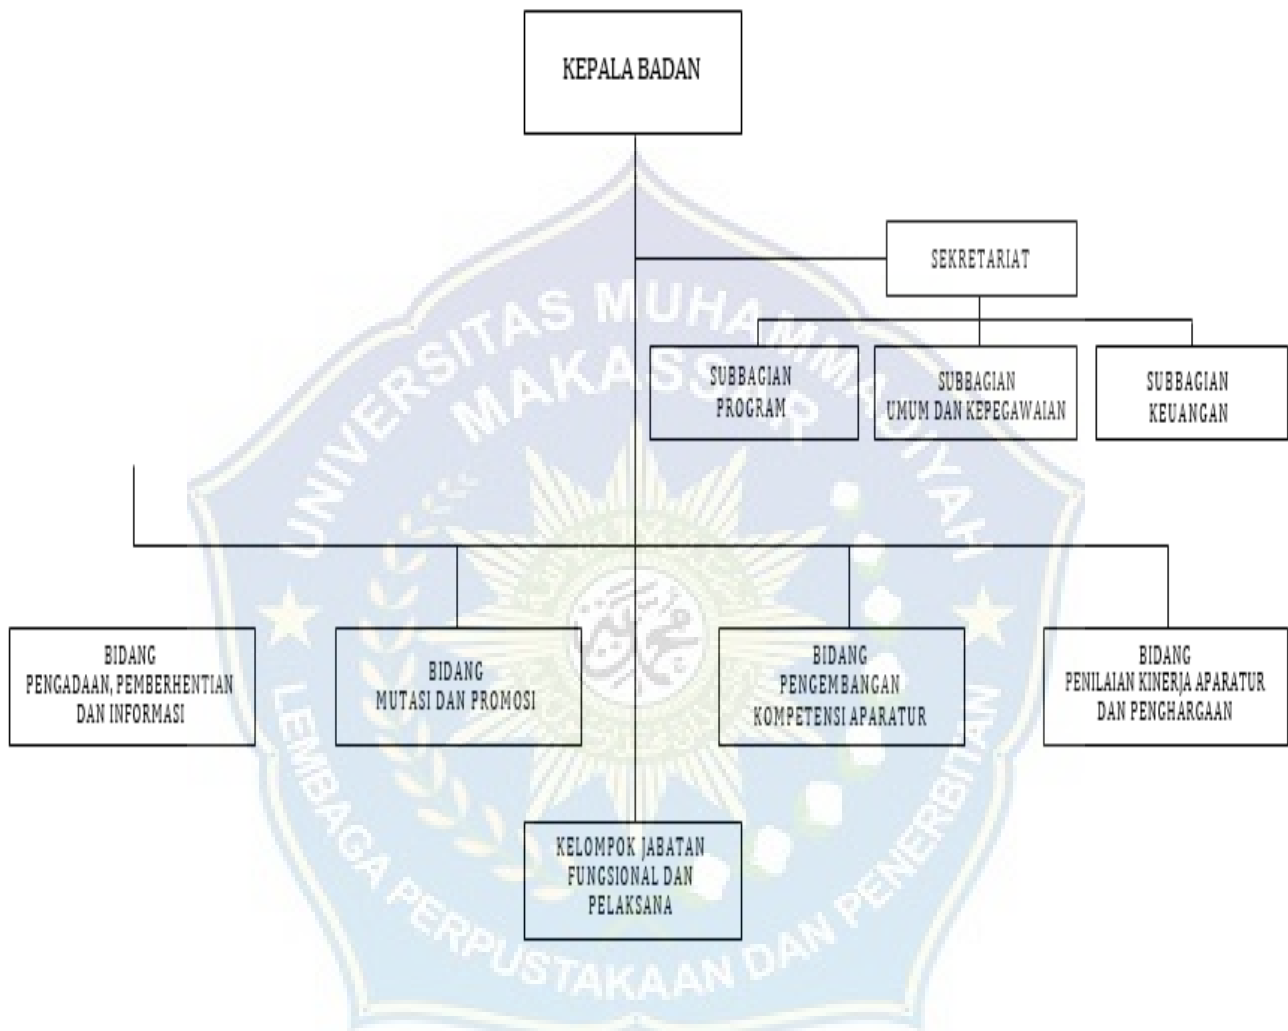 KEPALA BADAN
SEKRETARIAT
SUBBAGIAN
PROGRAM
SUBBAGIAN
UMUM DAN KEPEGAWAIAN
SUBBAGIAN
KEUANGAN
BIDANG
PENGADAAN, PEMBERHENTIAN
DAN INFORMASI
BIDANG
MUTASI DAN PROMOSI
BIDANG
PENGEMBANGAN
KOMPETENSI APARATUR
BIDANG
PENILAIAN KINERJA APARATUR
DAN PENGHARGAAN
KELOMPOK JABATAN
FUNGSIONAL DAN
PELAKSANA
UNIVERSITAS MUHAMMADIYAH
MAKASSAR
LEMBAGA PERPUSTAKAAN DAN PENERBITAN